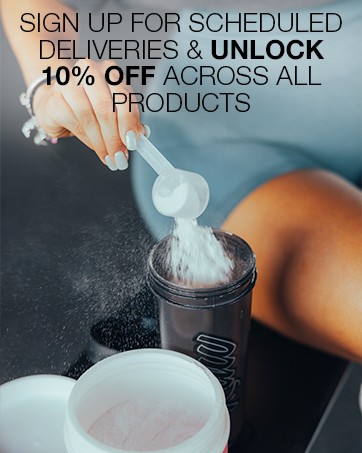 SIGN UP FOR SCHEDULED
DELIVERIES & UNLOCK
10% OFF ACROSS ALL
PRODUCTS